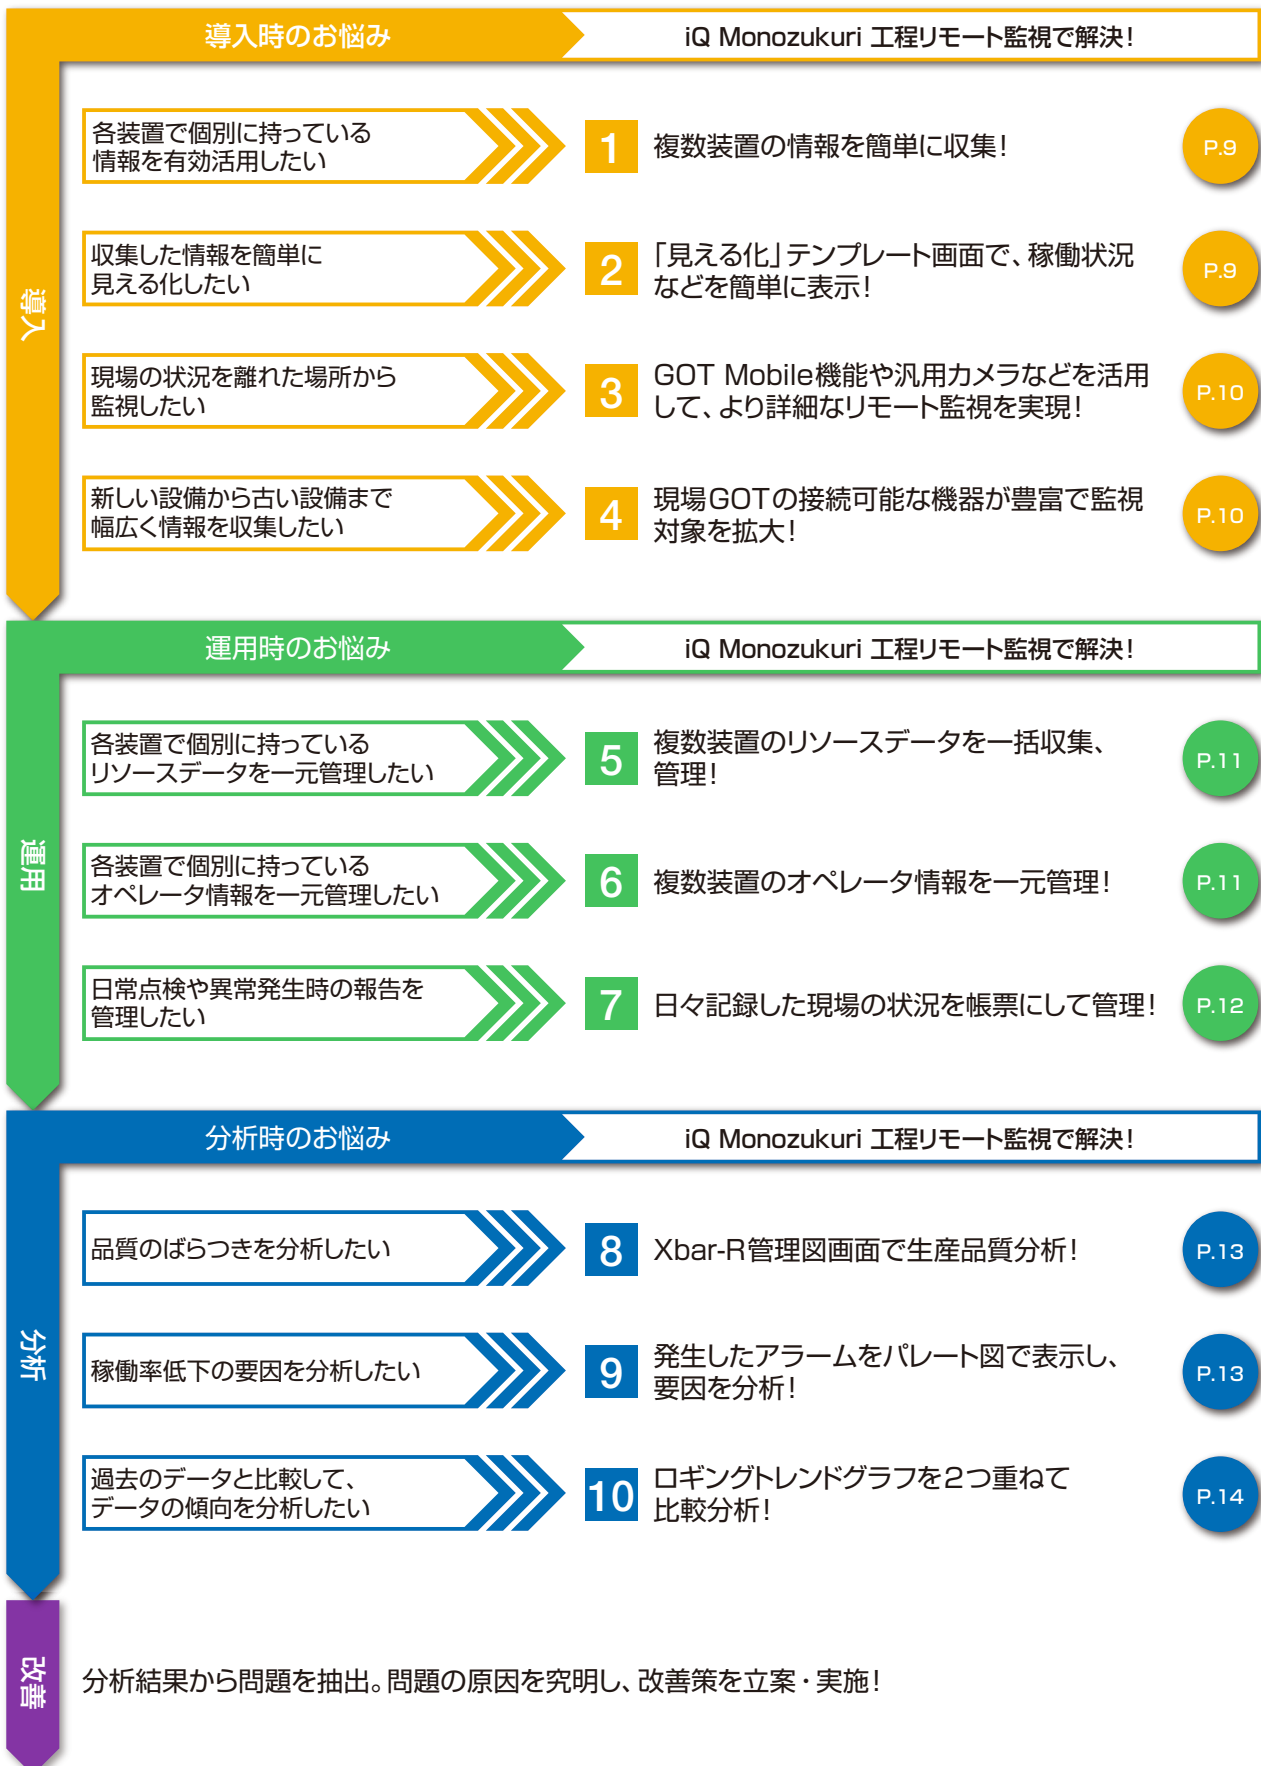 導入時のお悩み
iQ Monozukuri 工程リモート監視で解決！
導入
各装置で個別に持っている
情報を有効活用したい
1
複数装置の情報を簡単に収集！
P.9
収集した情報を簡単に
見える化したい
2
「見える化」テンプレート画面で、稼働状況
などを簡単に表示！
P.9
現場の状況を離れた場所から
監視したい
3
GOT Mobile機能や汎用カメラなどを活用
して、より詳細なリモート監視を実現！
P.10
新しい設備から古い設備まで
幅広く情報を収集したい
4
現場GOTの接続可能な機器が豊富で監視
対象を拡大！
P.10
運用時のお悩み
iQ Monozukuri 工程リモート監視で解決！
運用
各装置で個別に持っている
リソースデータを一元管理したい
5
複数装置のリソースデータを一括収集、
管理！
P.11
各装置で個別に持っている
オペレータ情報を一元管理したい
6
複数装置のオペレータ情報を一元管理！
P.11
日常点検や異常発生時の報告を
管理したい
7
日々記録した現場の状況を帳票にして管理！
P.12
分析時のお悩み
iQ Monozukuri 工程リモート監視で解決！
分析
品質のばらつきを分析したい
8
Xbar-R管理図画面で生産品質分析！
P.13
稼働率低下の要因を分析したい
9
発生したアラームをパレート図で表示し、
要因を分析！
P.13
過去のデータと比較して、
データの傾向を分析したい
10
ロギングトレンドグラフを2つ重ねて
比較分析！
P.14
改善
分析結果から問題を抽出。問題の原因を究明し、改善策を立案・実施！